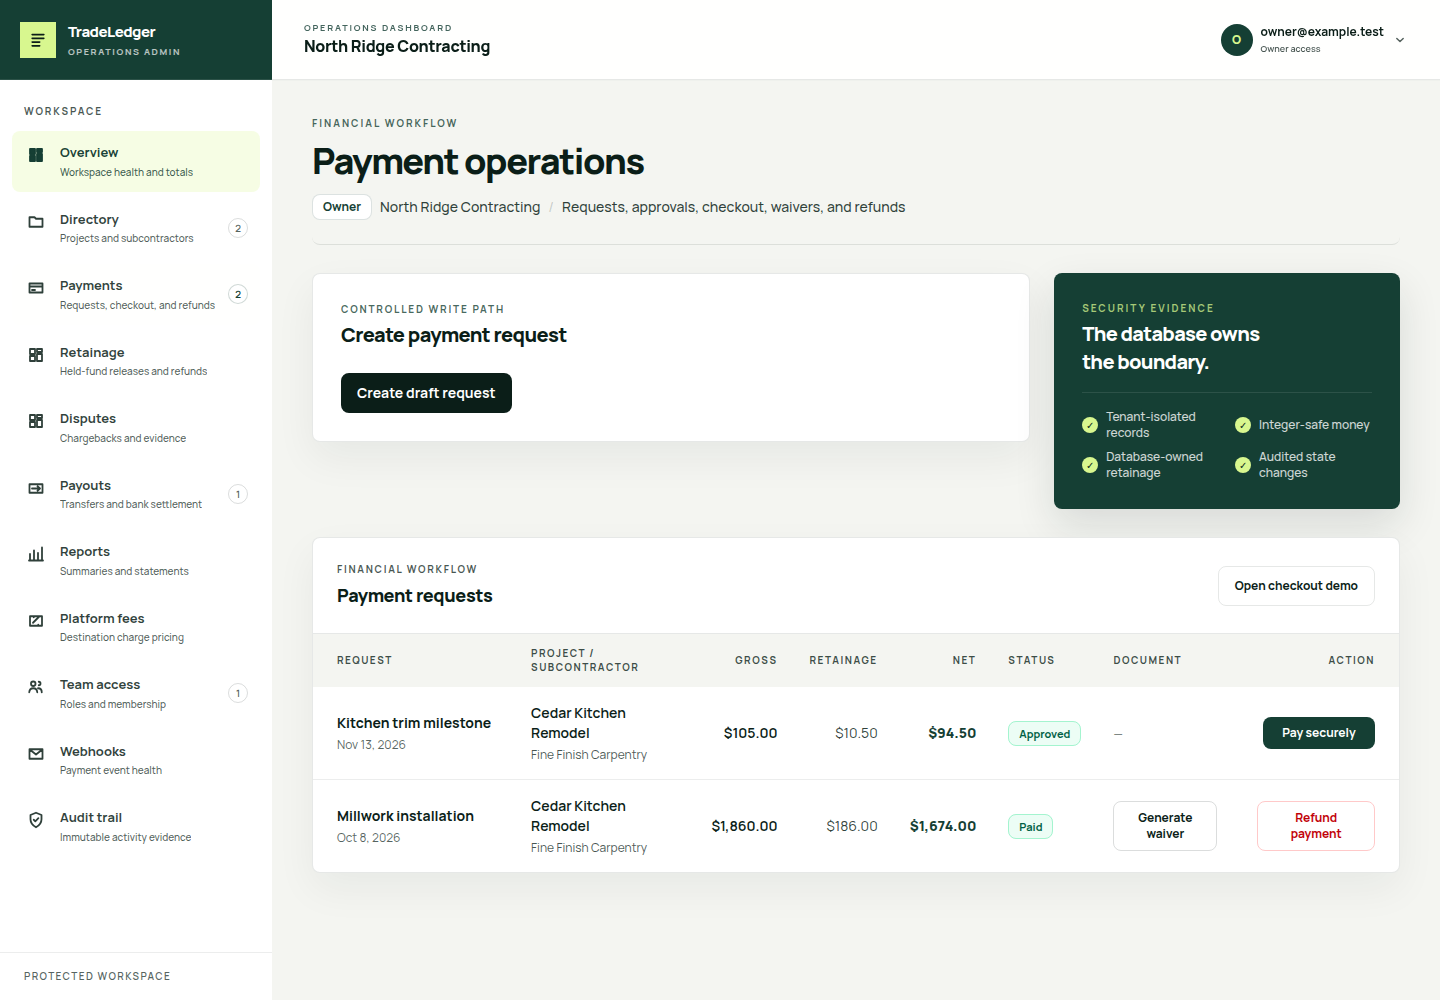 TradeLedger
OPERATIONS ADMIN
OPERATIONS DASHBOARD
North Ridge Contracting
O
owner@example.test
Owner access
WORKSPACE
Overview
Workspace health and totals
Directory
Projects and subcontractors
2
Payments
Requests, checkout, and refunds
2
Retainage
Held-fund releases and refunds
Disputes
Chargebacks and evidence
Payouts
Transfers and bank settlement
1
Reports
Summaries and statements
Platform fees
Destination charge pricing
Team access
Roles and membership
1
Webhooks
Payment event health
Audit trail
Immutable activity evidence
PROTECTED WORKSPACE
FINANCIAL WORKFLOW
Payment operations
Owner North Ridge Contracting / Requests, approvals, checkout, waivers, and refunds
CONTROLLED WRITE PATH
Create payment request
Create draft request
SECURITY EVIDENCE
The database owns
the boundary.
✓ Tenant-isolated
records
✓ Integer-safe money
✓ Database-owned
retainage
✓ Audited state
changes
FINANCIAL WORKFLOW
Payment requests
Open checkout demo
REQUEST PROJECT / SUBCONTRACTOR GROSS RETAINAGE NET STATUS DOCUMENT ACTION
Kitchen trim milestone
Nov 13, 2026
Cedar Kitchen
Remodel
Fine Finish Carpentry
$105.00 $10.50 $94.50 Approved — Pay securely
Millwork installation
Oct 8, 2026
Cedar Kitchen
Remodel
Fine Finish Carpentry
$1,860.00 $186.00 $1,674.00 Paid
Generate
waiver
Refund
payment